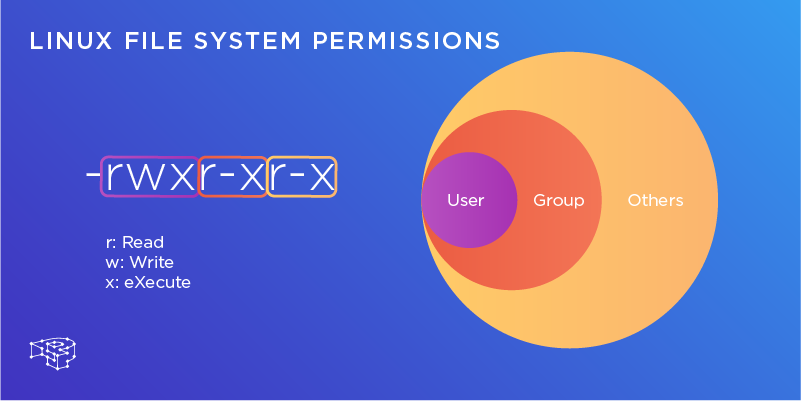 LINUX FILE SYSTEM PERMISSIONS
-rwxr-xr-x
r: Read
w: Write
x: eXecute
User Group Others